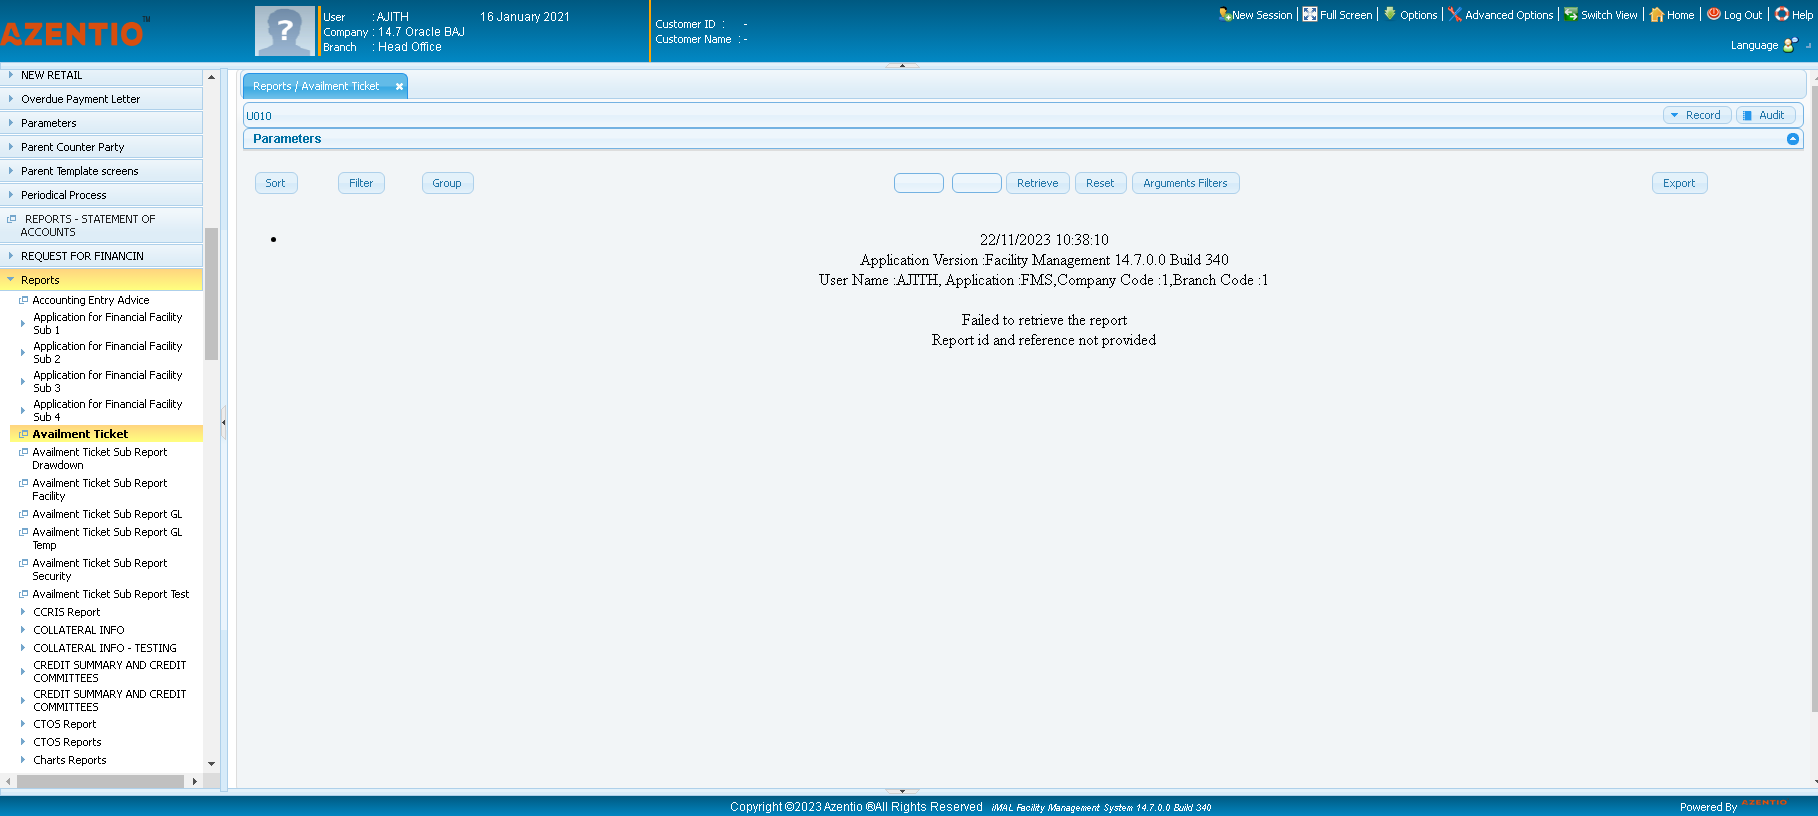 AZENTIO™
User : AJITH 16 January 2021
Company : 14.7 Oracle BAJ
Branch : Head Office
Customer ID : -
Customer Name : -
New Session
Full Screen
Options
Advanced Options
Switch View
Home
Log Out
Help
Language
NEW RETAIL
Overdue Payment Letter
Parameters
Parent Counter Party
Parent Template screens
Periodical Process
REPORTS - STATEMENT OF
ACCOUNTS
REQUEST FOR FINANCIN
Reports
Accounting Entry Advice
Application for Financial Facility
Sub 1
Application for Financial Facility
Sub 2
Application for Financial Facility
Sub 3
Application for Financial Facility
Sub 4
Availment Ticket
Availment Ticket Sub Report
Drawdown
Availment Ticket Sub Report
Facility
Availment Ticket Sub Report GL
Availment Ticket Sub Report GL
Temp
Availment Ticket Sub Report
Security
Availment Ticket Sub Report Test
CCRIS Report
COLLATERAL INFO
COLLATERAL INFO - TESTING
CREDIT SUMMARY AND CREDIT
COMMITTEES
CREDIT SUMMARY AND CREDIT
COMMITTEES
CTOS Report
CTOS Reports
Charts Reports
Reports / Availment Ticket
U010
Record
Audit
Parameters
Sort
Filter
Group
Retrieve
Reset
Arguments Filters
Export
22/11/2023 10:38:10
Application Version :Facility Management 14.7.0.0 Build 340
User Name :AJITH, Application :FMS,Company Code :1,Branch Code :1
Failed to retrieve the report
Report id and reference not provided
Copyright ©2023 Azentio ®All Rights Reserved iMAL Facility Management System 14.7.0.0 Build 340
Powered By AZENTIO